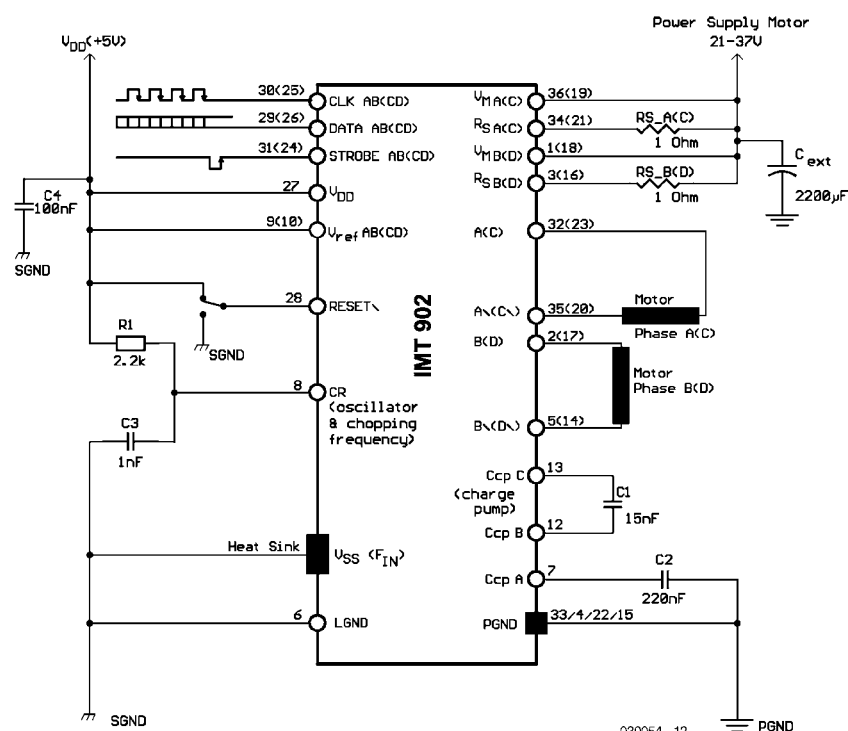 Power Supply Motor
21-37V
VDD(+5V)
30(25)
CLK AB(CD)
29(26)
DATA AB(CD)
31(24)
STROBE AB(CD)
27
VDD
9(10)
Vref AB(CD)
C4
100nF
SGND
28
RESET\
SGND
R1
2.2k
8
CR
(oscillator
& chopping
frequency)
C3
1nF
Heat Sink
VSS (FIN)
6
LGND
SGND
IMT 902
VMA(C)
36(19)
RSA(C)
34(21)
RS_A(C)
1 Ohm
VMB(D)
1(18)
RSB(D)
3(16)
RS_B(D)
1 Ohm
Cext
2200µF
A(C)
32(23)
A\(C\)
35(20)
Motor
Phase A(C)
B(D)
2(17)
Motor
Phase B(D)
B\(D\)
5(14)
Ccp C
13
(charge
pump)
C1
15nF
Ccp B
12
Ccp A
7
C2
220nF
PGND
33/4/22/15
PGND